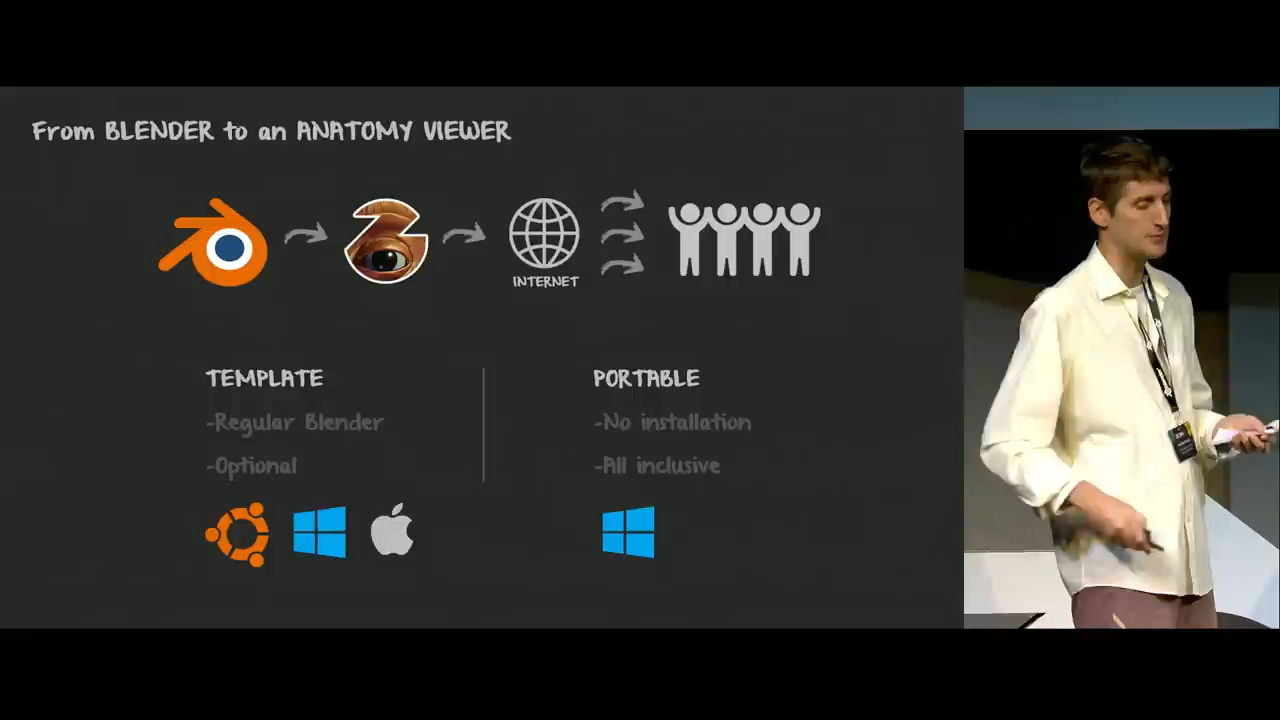 From BLENDER to an ANATOMY VIEWER
INTERNET
TEMPLATE
-Regular Blender
-Optional
PORTABLE
-No installation
-All inclusive